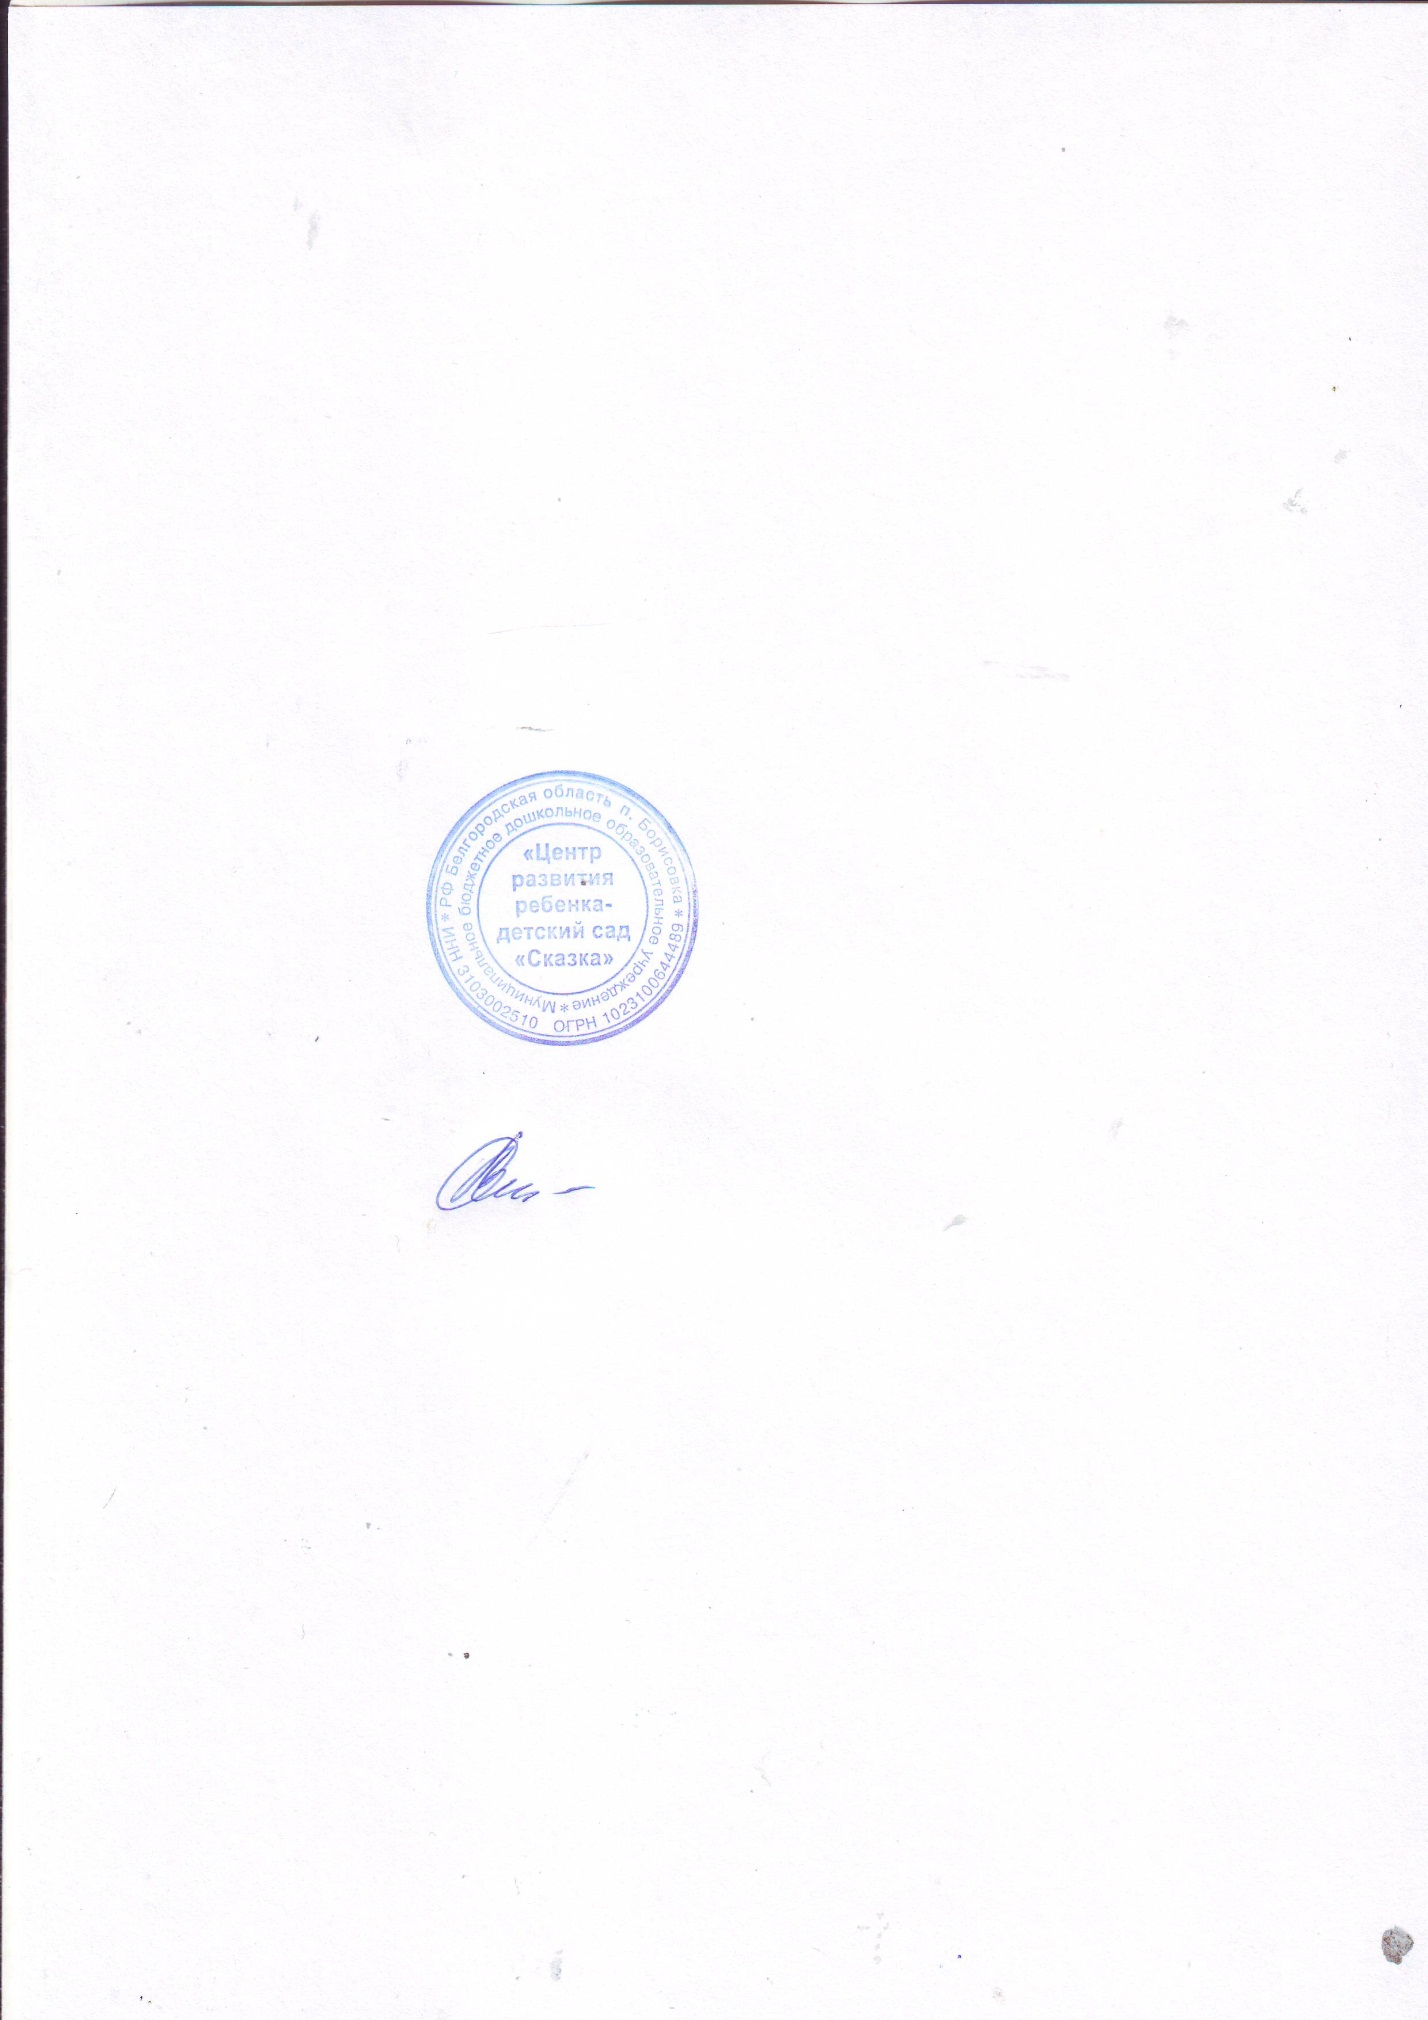 * РФ Белгородская область п. Борисовка * ОГРН 1023100644489 ИНН 3103002510
* Муниципальное бюджетное дошкольное образовательное учреждение
«Центр
развития
ребенка-
детский сад
«Сказка»